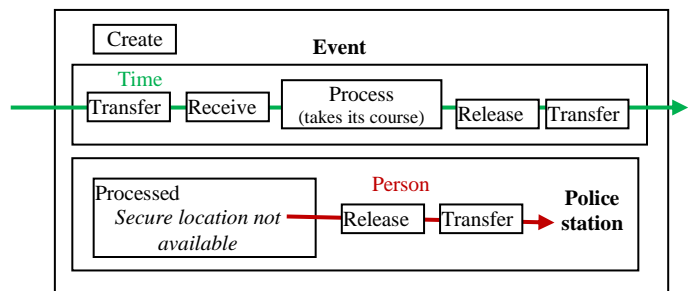 Create
Event
Time
Transfer
Receive
Process
(takes its course)
Release
Transfer
Processed
Secure location not
available
Person
Release
Transfer
Police
station